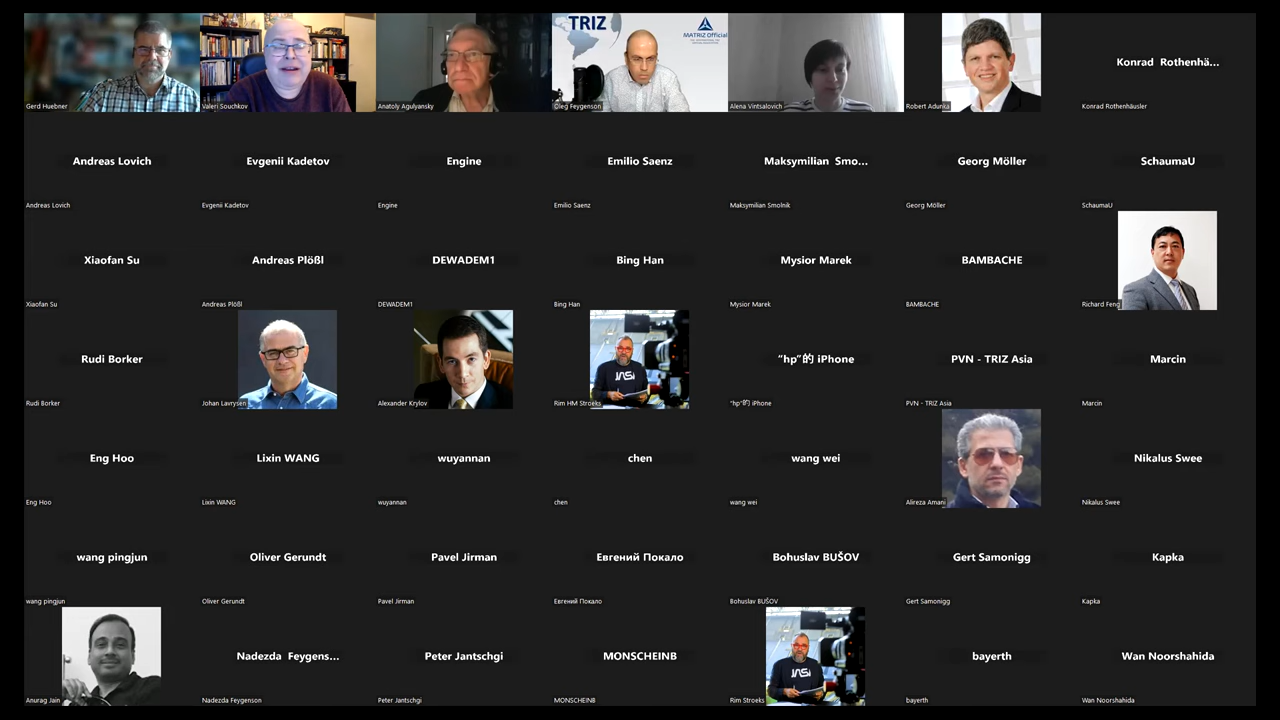 TRIZ
MATRIZ Official
Konrad Rothenhä...
Gerd Huebner
Valeri Souchkov
Anatoly Agulyansky
Oleg Feygenson
Alena Vintsalovich
Robert Adunka
Konrad Rothenhäusler
Andreas Lovich
Evgenii Kadetov
Engine
Emilio Saenz
Maksymilian Smo...
Georg Möller
SchaumaU
Andreas Lovich
Evgenii Kadetov
Engine
Emilio Saenz
Maksymilian Smolnik
Georg Möller
SchaumaU
Xiaofan Su
Andreas Plößl
DEWADEM1
Bing Han
Mysior Marek
BAMBACHE
Xiaofan Su
Andreas Plößl
DEWADEM1
Bing Han
Mysior Marek
BAMBACHE
Richard Feng
Rudi Borker
JASi
"hp"的 iPhone
PVN - TRIZ Asia
Marcin
Rudi Borker
Johan Lavrysen
Alexander Krylov
Rim HM Stroeks
"hp"的 iPhone
PVN - TRIZ Asia
Marcin
Eng Hoo
Lixin WANG
wuyannan
chen
wang wei
Nikalus Swee
Eng Hoo
Lixin WANG
wuyannan
chen
wang wei
Alireza Amani
Nikalus Swee
wang pingjun
Oliver Gerundt
Pavel Jirman
Евгений Покало
Bohuslav BUŠOV
Gert Samonigg
Kapka
wang pingjun
Oliver Gerundt
Pavel Jirman
Евгений Покало
Bohuslav BUŠOV
Gert Samonigg
Kapka
Nadezda Feygens...
Peter Jantschgi
MONSCHEINB
JASi
bayerth
Wan Noorshahida
Anurag Jain
Nadezda Feygenson
Peter Jantschgi
MONSCHEINB
Rim Stroeks
bayerth
Wan Noorshahida